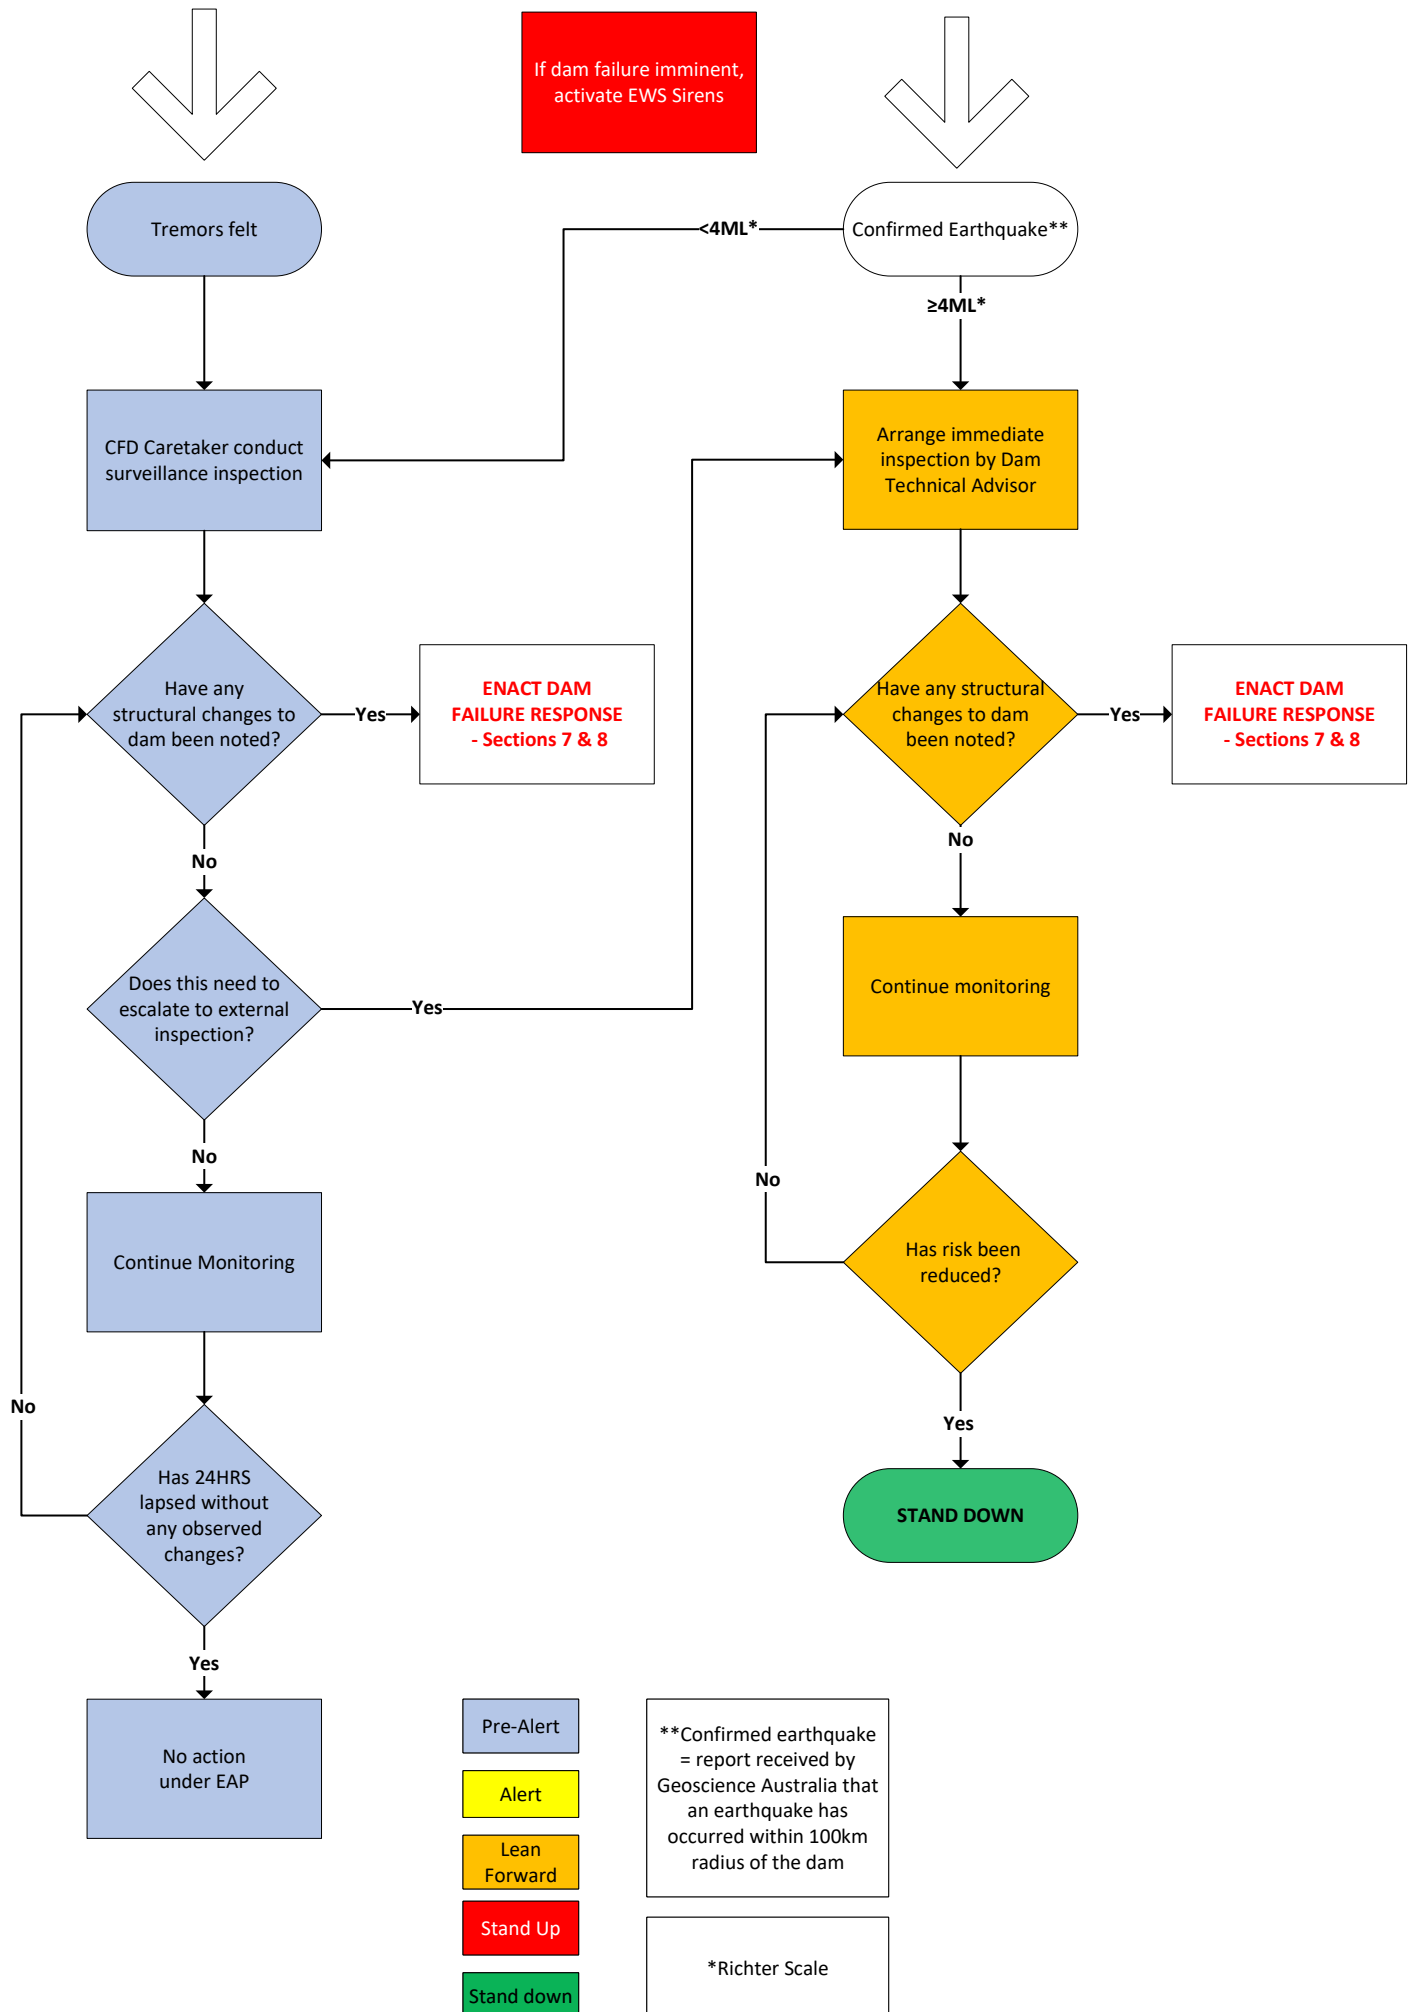 If dam failure imminent,
activate EWS Sirens
Tremors felt
<4ML*
Confirmed Earthquake**
≥4ML*
CFD Caretaker conduct
surveillance inspection
Arrange immediate
inspection by Dam
Technical Advisor
Have any
structural changes to
dam been noted?
Yes
ENACT DAM
FAILURE RESPONSE
- Sections 7 & 8
Have any structural
changes to dam
been noted?
Yes
ENACT DAM
FAILURE RESPONSE
- Sections 7 & 8
No
No
Does this need to
escalate to external
inspection?
Yes
Continue monitoring
No
No
Continue Monitoring
Has risk been
reduced?
No
Yes
Has 24HRS
lapsed without
any observed
changes?
STAND DOWN
Yes
No action
under EAP
Pre-Alert
Alert
Lean
Forward
Stand Up
Stand down
**Confirmed earthquake
= report received by
Geoscience Australia that
an earthquake has
occurred within 100km
radius of the dam
*Richter Scale